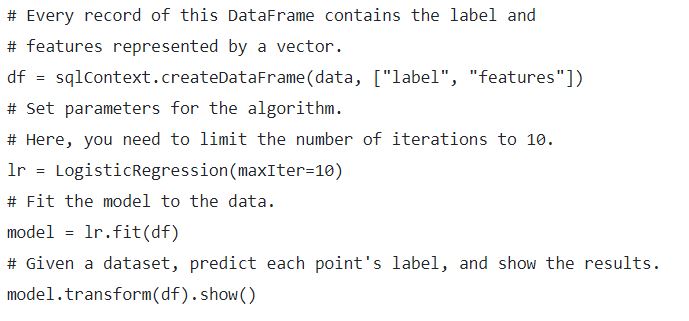 # Every record of this DataFrame contains the label and
# features represented by a vector.
df = sqlContext.createDataFrame(data, ["label", "features"])
# Set parameters for the algorithm.
# Here, you need to limit the number of iterations to 10.
lr = LogisticRegression(maxIter=10)
# Fit the model to the data.
model = lr.fit(df)
# Given a dataset, predict each point's label, and show the results.
model.transform(df).show()